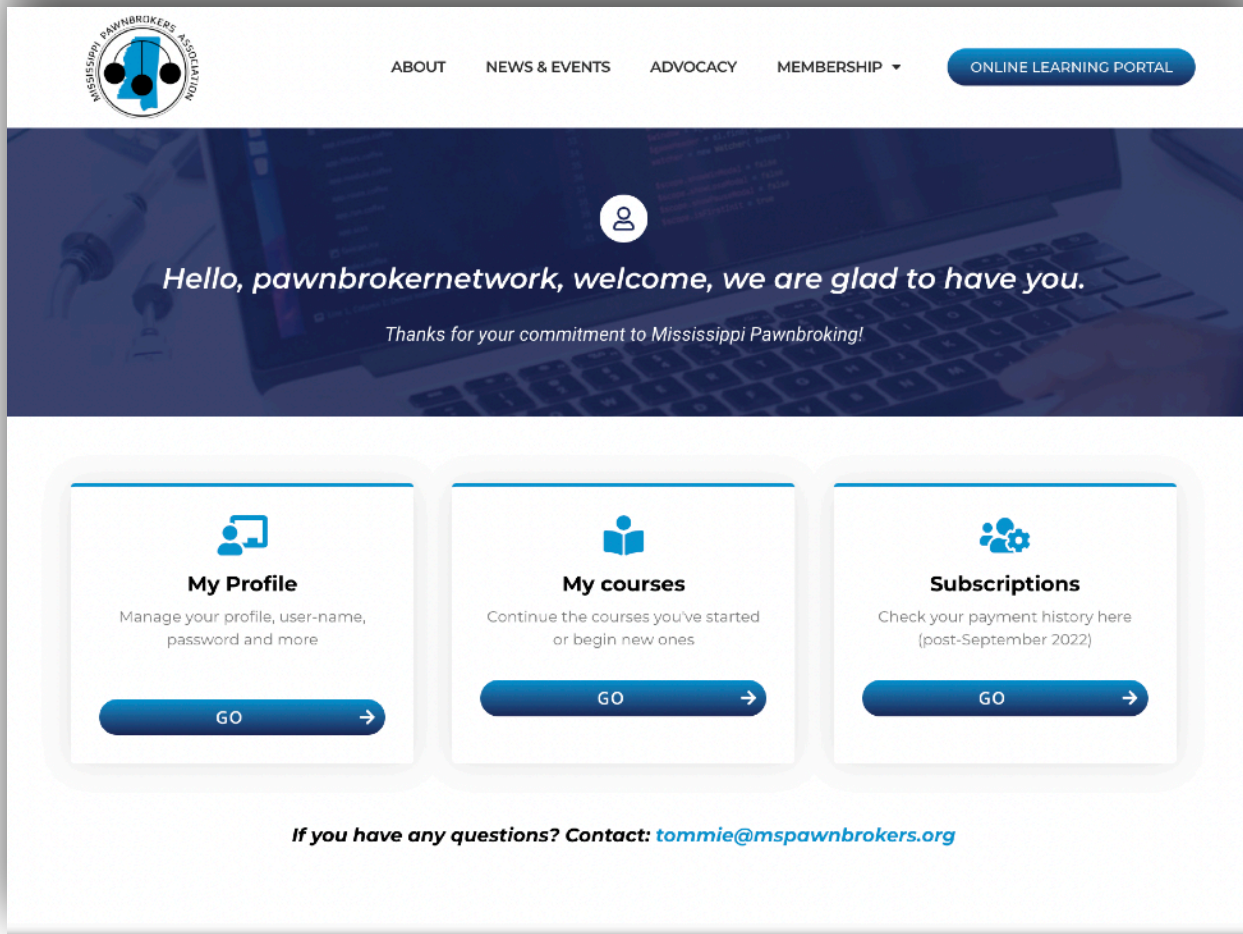 MISSISSIPPI PAWNBROKERS ASSOCIATION
ABOUT NEWS & EVENTS ADVOCACY MEMBERSHIP ONLINE LEARNING PORTAL
Hello, pawnbrokernetwork, welcome, we are glad to have you.
Thanks for your commitment to Mississippi Pawnbroking!
My Profile
Manage your profile, user-name,
password and more
GO
My courses
Continue the courses you've started
or begin new ones
GO
Subscriptions
Check your payment history here
(post-September 2022)
GO
If you have any questions? Contact: tommie@mspawnbrokers.org